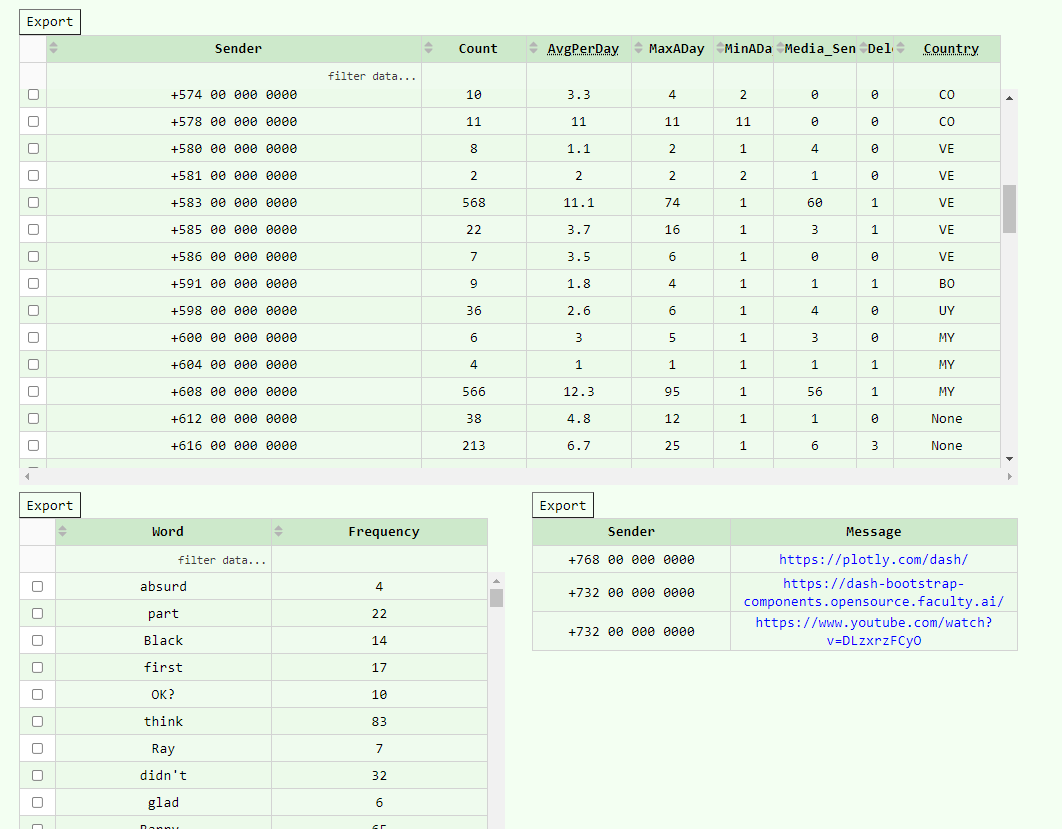 Export
Sender Count AvgPerDay MaxADay MinADa Media_Sen Del Country
filter data...
+574 00 000 0000 10 3.3 4 2 0 0 CO
+578 00 000 0000 11 11 11 11 0 0 CO
+580 00 000 0000 8 1.1 2 1 4 0 VE
+581 00 000 0000 2 2 2 2 1 0 VE
+583 00 000 0000 568 11.1 74 1 60 1 VE
+585 00 000 0000 22 3.7 16 1 3 1 VE
+586 00 000 0000 7 3.5 6 1 0 0 VE
+591 00 000 0000 9 1.8 4 1 1 1 BO
+598 00 000 0000 36 2.6 6 1 4 0 UY
+600 00 000 0000 6 3 5 1 3 0 MY
+604 00 000 0000 4 1 1 1 1 1 MY
+608 00 000 0000 566 12.3 95 1 56 1 MY
+612 00 000 0000 38 4.8 12 1 1 0 None
+616 00 000 0000 213 6.7 25 1 6 3 None
Export
Word Frequency
filter data...
absurd 4
part 22
Black 14
first 17
OK? 10
think 83
Ray 7
didn't 32
glad 6
Export
Sender Message
+768 00 000 0000 https://plotly.com/dash/
+732 00 000 0000 https://dash-bootstrap-
components.opensource.faculty.ai/
+732 00 000 0000 https://www.youtube.com/watch?
v=DLzxrzFCyO